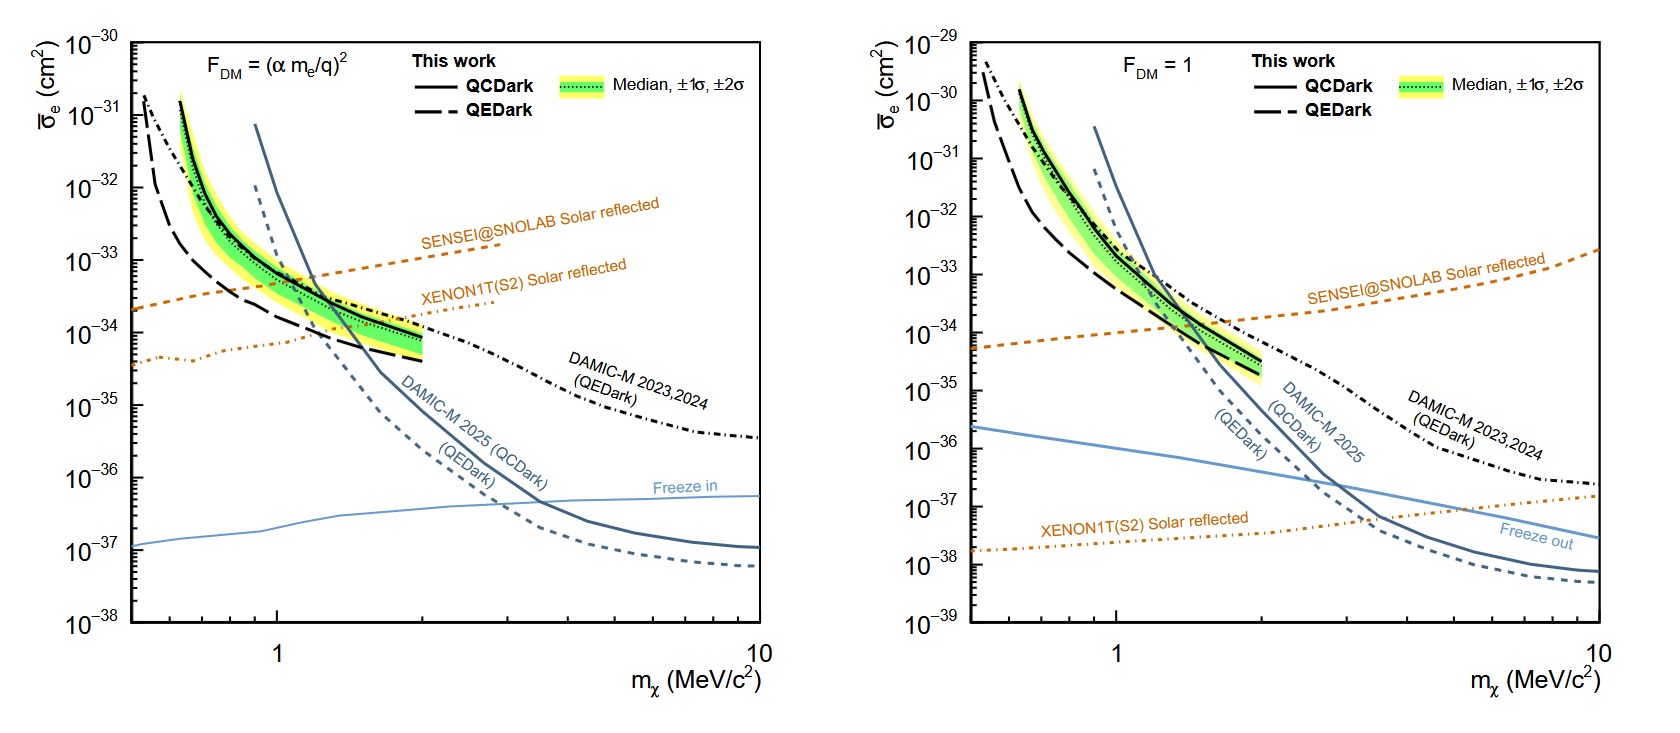 F_DM = (α m_e/q)²
This work
QCDark
QEDark
Median, ±1σ, ±2σ
σ̅_e (cm²)
10⁻³⁰
10⁻³¹
10⁻³²
10⁻³³
10⁻³⁴
10⁻³⁵
10⁻³⁶
10⁻³⁷
10⁻³⁸
SENSEI@SNOLAB Solar reflected
XENON1T(S2) Solar reflected
DAMIC-M 2023,2024
(QEDark)
DAMIC-M 2025 (QCDark)
(QEDark)
Freeze in
1
10
m_χ (MeV/c²)
F_DM = 1
This work
QCDark
QEDark
Median, ±1σ, ±2σ
σ̅_e (cm²)
10⁻²⁹
10⁻³⁰
10⁻³¹
10⁻³²
10⁻³³
10⁻³⁴
10⁻³⁵
10⁻³⁶
10⁻³⁷
10⁻³⁸
10⁻³⁹
SENSEI@SNOLAB Solar reflected
DAMIC-M 2023,2024
(QEDark)
DAMIC-M 2025
(QCDark)
(QEDark)
XENON1T(S2) Solar reflected
Freeze out
1
10
m_χ (MeV/c²)